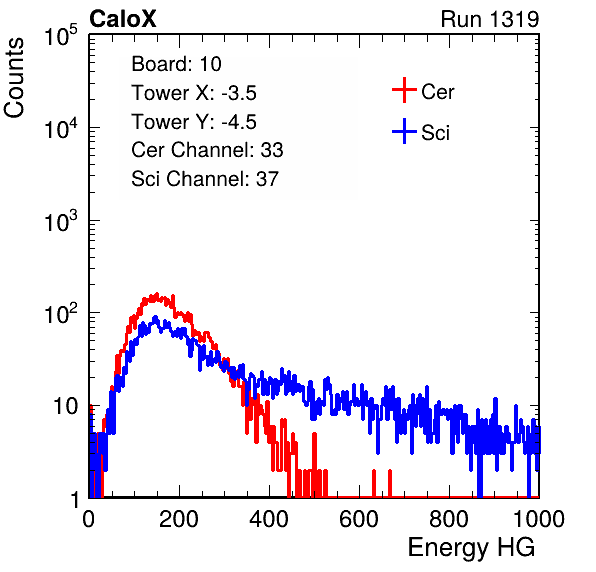 CaloX Run 1319
Counts
Board: 10
Tower X: -3.5
Tower Y: -4.5
Cer Channel: 33
Sci Channel: 37
Cer
Sci
10^5
10^4
10^3
10^2
10
1
0 200 400 600 800 1000
Energy HG